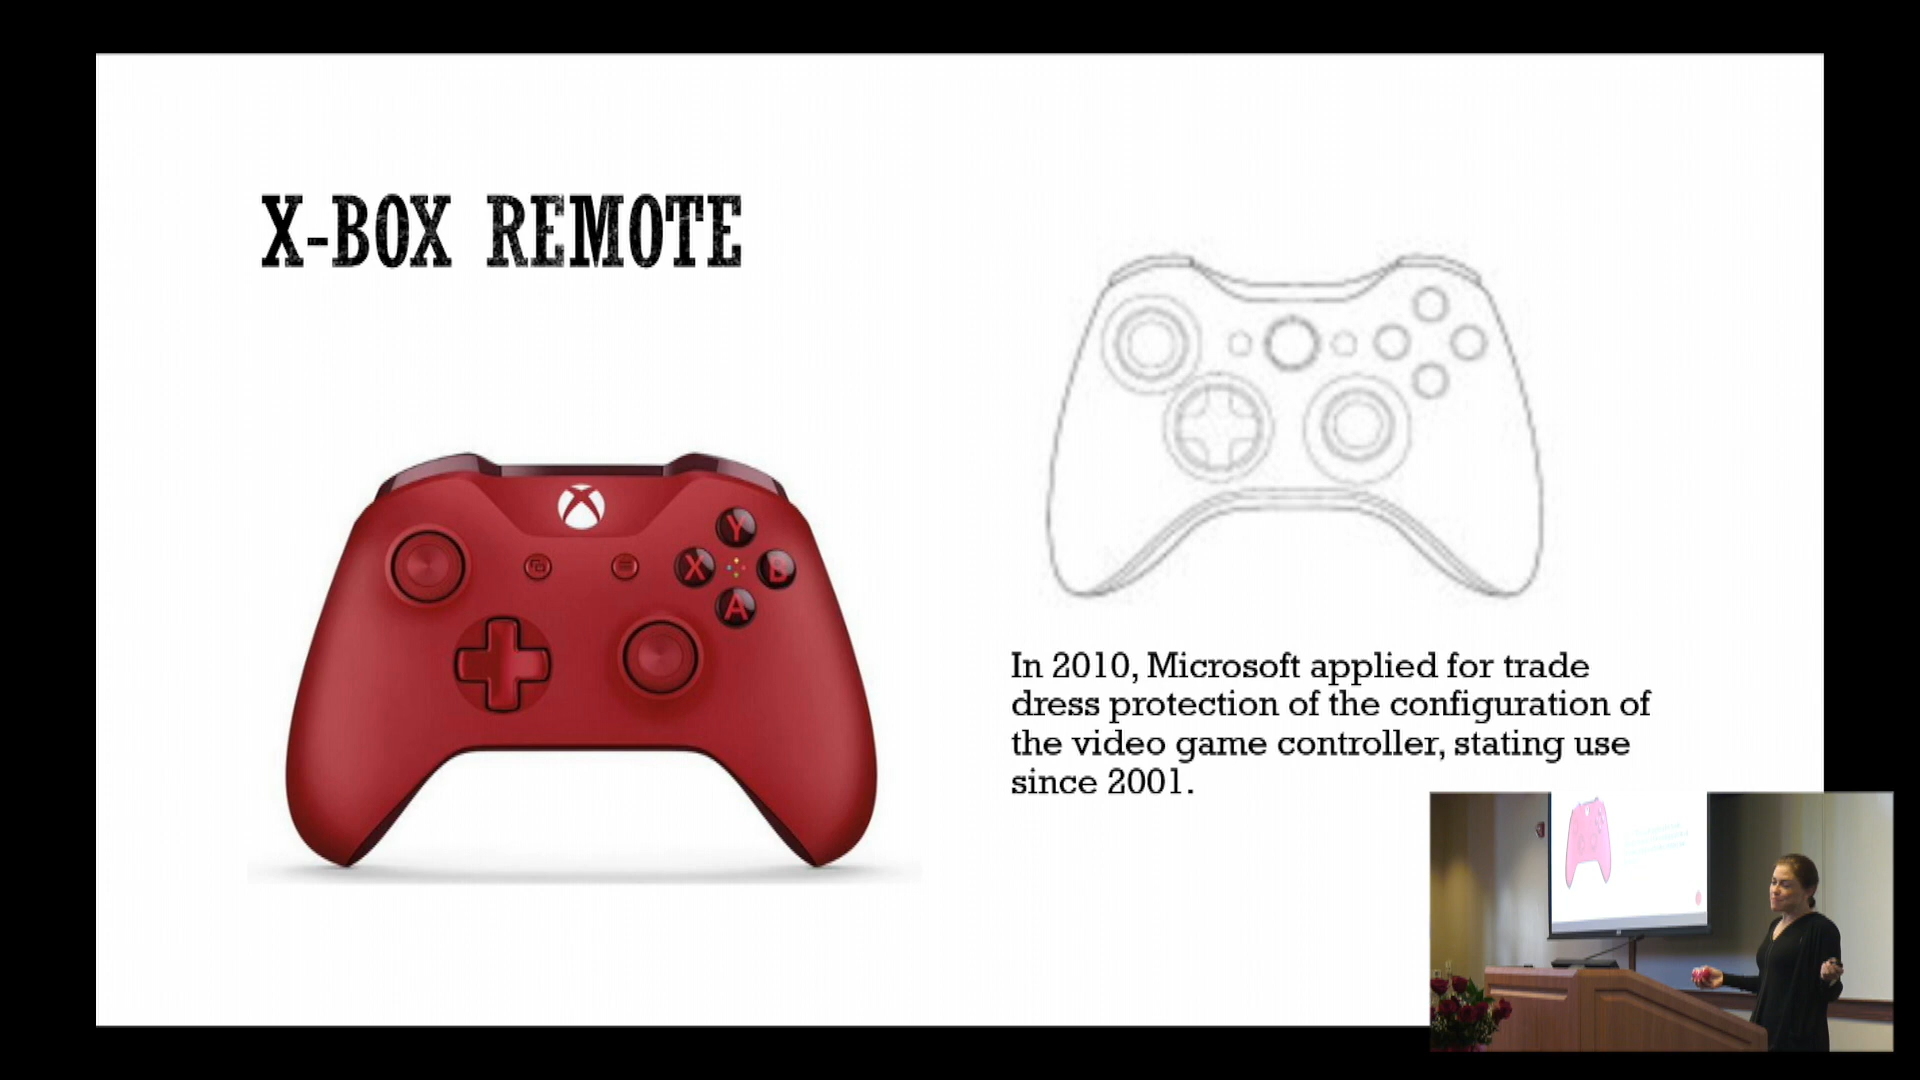 X-BOX REMOTE
Y
X
B
A
In 2010, Microsoft applied for trade
dress protection of the configuration of
the video game controller, stating use
since 2001.